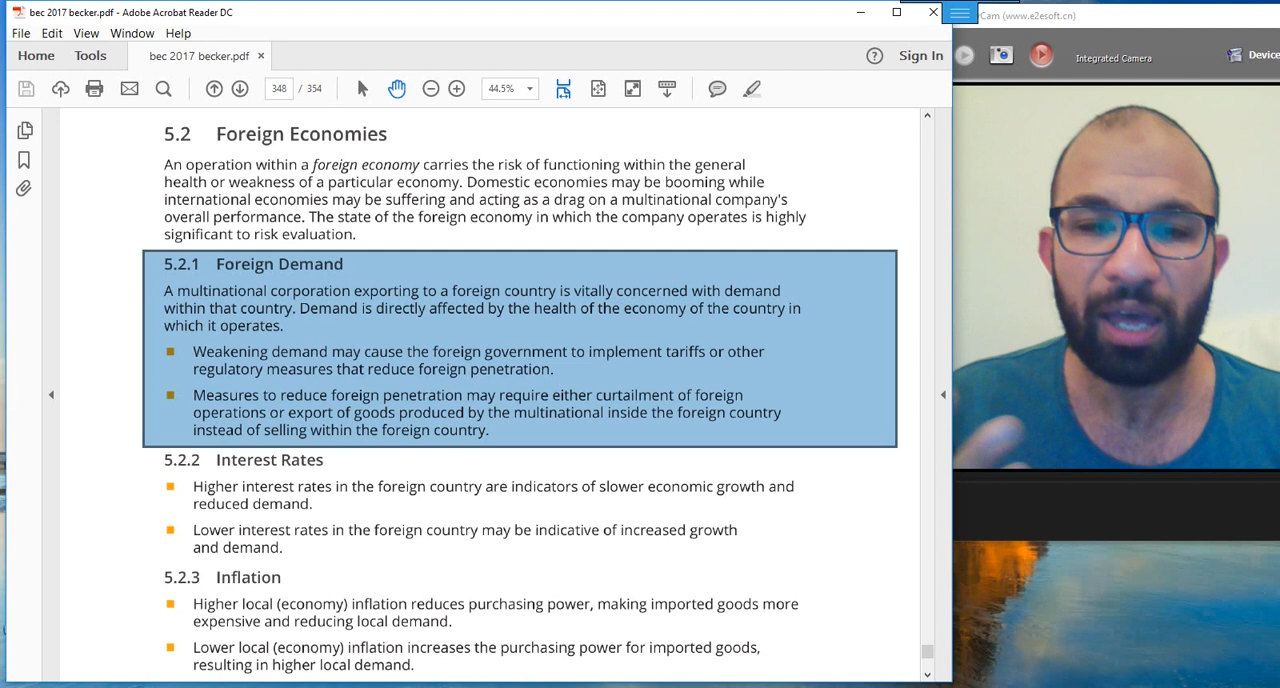 bec 2017 becker.pdf - Adobe Acrobat Reader DC
Cam (www.e2esoft.cn)
File Edit View Window Help
Home Tools bec 2017 becker.pdf × Sign In
Integrated Camera
Device
348 / 354 44.5%
5.2 Foreign Economies
An operation within a foreign economy carries the risk of functioning within the general
health or weakness of a particular economy. Domestic economies may be booming while
international economies may be suffering and acting as a drag on a multinational company's
overall performance. The state of the foreign economy in which the company operates is highly
significant to risk evaluation.
5.2.1 Foreign Demand
A multinational corporation exporting to a foreign country is vitally concerned with demand
within that country. Demand is directly affected by the health of the economy of the country in
which it operates.
■ Weakening demand may cause the foreign government to implement tariffs or other
regulatory measures that reduce foreign penetration.
■ Measures to reduce foreign penetration may require either curtailment of foreign
operations or export of goods produced by the multinational inside the foreign country
instead of selling within the foreign country.
5.2.2 Interest Rates
■ Higher interest rates in the foreign country are indicators of slower economic growth and
reduced demand.
■ Lower interest rates in the foreign country may be indicative of increased growth
and demand.
5.2.3 Inflation
■ Higher local (economy) inflation reduces purchasing power, making imported goods more
expensive and reducing local demand.
■ Lower local (economy) inflation increases the purchasing power for imported goods,
resulting in higher local demand.